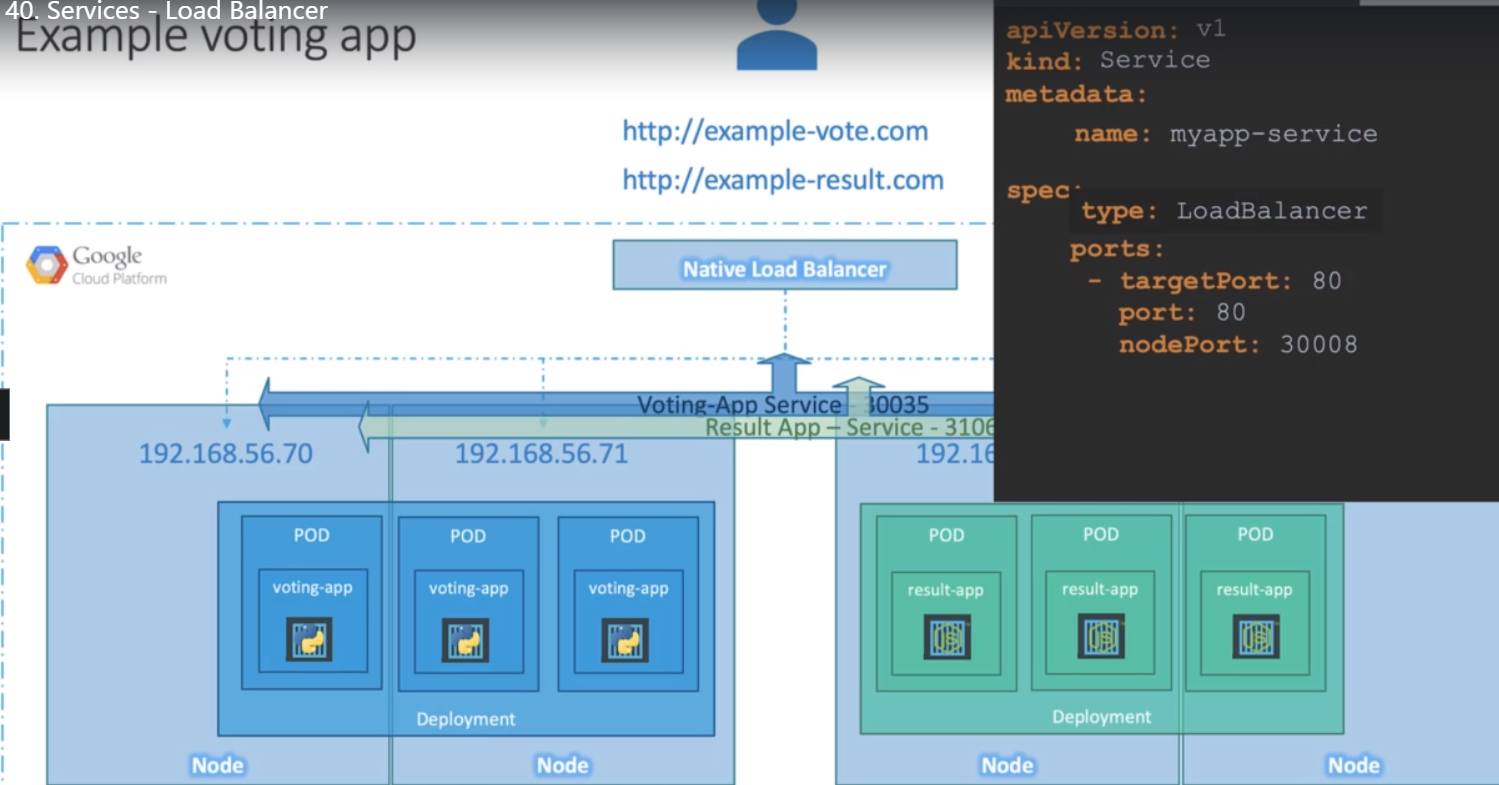 40. Services - Load Balancer
Example voting app
http://example-vote.com
http://example-result.com
Google
Cloud Platform
Native Load Balancer
Voting-App Service - 30035
Result App – Service - 3106
192.168.56.70
192.168.56.71
192.16
POD
POD
POD
voting-app
voting-app
voting-app
Deployment
POD
POD
POD
result-app
result-app
result-app
JS
JS
JS
Deployment
Node
Node
Node
Node
apiVersion: v1
kind: Service
metadata:
name: myapp-service
spec:
type: LoadBalancer
ports:
- targetPort: 80
port: 80
nodePort: 30008